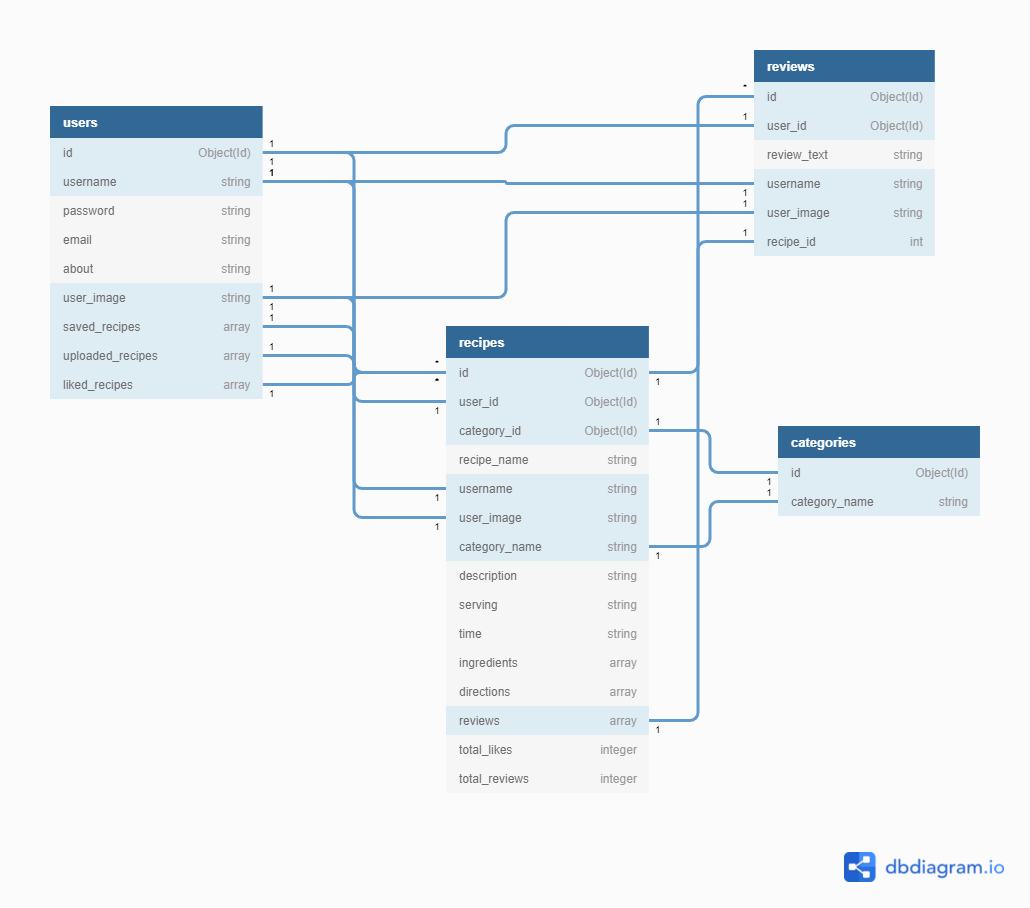 users
id Object(Id)
username string
password string
email string
about string
user_image string
saved_recipes array
uploaded_recipes array
liked_recipes array
1
1
1
1
1
1
1
1
reviews
id Object(Id)
user_id Object(Id)
review_text string
username string
user_image string
recipe_id int
*
1
1
1
1
recipes
id Object(Id)
user_id Object(Id)
category_id Object(Id)
recipe_name string
username string
user_image string
category_name string
description string
serving string
time string
ingredients array
directions array
reviews array
total_likes integer
total_reviews integer
*
*
1
1
1
1
1
1
1
categories
id Object(Id)
category_name string
1
1
dbdiagram.io